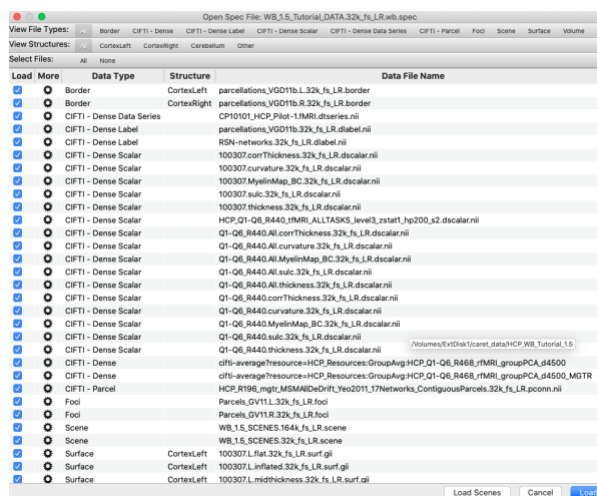 Open Spec File: WB_1.5_Tutorial_DATA.32k_fs_LR.wb.spec
View File Types: All Border CIFTI - Dense CIFTI - Dense Label CIFTI - Dense Scalar CIFTI - Dense Data Series CIFTI - Parcel Foci Scene Surface Volume
View Structures: All CortexLeft CortexRight Cerebellum Other
Select Files: All None
Load More Data Type Structure Data File Name
Border CortexLeft parcellations_VGD11b.L.32k_fs_LR.border
Border CortexRight parcellations_VGD11b.R.32k_fs_LR.border
CIFTI - Dense Data Series CP10101_HCP_Pilot-1.fMRI.dtseries.nii
CIFTI - Dense Label parcellations_VGD11b.32k_fs_LR.dlabel.nii
CIFTI - Dense Label RSN-networks.32k_fs_LR.dlabel.nii
CIFTI - Dense Scalar 100307.corrThickness.32k_fs_LR.dscalar.nii
CIFTI - Dense Scalar 100307.curvature.32k_fs_LR.dscalar.nii
CIFTI - Dense Scalar 100307.MyelinMap_BC.32k_fs_LR.dscalar.nii
CIFTI - Dense Scalar 100307.sulc.32k_fs_LR.dscalar.nii
CIFTI - Dense Scalar 100307.thickness.32k_fs_LR.dscalar.nii
CIFTI - Dense Scalar HCP_Q1-Q6_R440_tfMRI_ALLTASKS_level3_zstat1_hp200_s2.dscalar.nii
CIFTI - Dense Scalar Q1-Q6_R440.All.corrThickness.32k_fs_LR.dscalar.nii
CIFTI - Dense Scalar Q1-Q6_R440.All.curvature.32k_fs_LR.dscalar.nii
CIFTI - Dense Scalar Q1-Q6_R440.All.MyelinMap_BC.32k_fs_LR.dscalar.nii
CIFTI - Dense Scalar Q1-Q6_R440.All.sulc.32k_fs_LR.dscalar.nii
CIFTI - Dense Scalar Q1-Q6_R440.All.thickness.32k_fs_LR.dscalar.nii
CIFTI - Dense Scalar Q1-Q6_R440.corrThickness.32k_fs_LR.dscalar.nii
CIFTI - Dense Scalar Q1-Q6_R440.curvature.32k_fs_LR.dscalar.nii
CIFTI - Dense Scalar Q1-Q6_R440.MyelinMap_BC.32k_fs_LR.dscalar.nii
CIFTI - Dense Scalar Q1-Q6_R440.sulc.32k_fs_LR.dscalar.nii
/Volumes/ExtDisk1/caret_data/HCP_WB_Tutorial_1.5
CIFTI - Dense Scalar Q1-Q6_R440.thickness.32k_fs_LR.dscalar.nii
CIFTI - Dense cifti-average?resource=HCP_Resources:GroupAvg:HCP_Q1-Q6_R468_rfMRI_groupPCA_d4500
CIFTI - Dense cifti-average?resource=HCP_Resources:GroupAvg:HCP_Q1-Q6_R468_rfMRI_groupPCA_d4500_MGTR
CIFTI - Parcel HCP_R196_mgtr_MSMAllDeDrift_Yeo2011_17Networks_ContiguousParcels.32k_fs_LR.pconn.nii
Foci Parcels_GV11.L.32k_fs_LR.foci
Foci Parcels_GV11.R.32k_fs_LR.foci
Scene WB_1.5_SCENES.164k_fs_LR.scene
Scene WB_1.5_SCENES.32k_fs_LR.scene
Surface CortexLeft 100307.L.flat.32k_fs_LR.surf.gii
Surface CortexLeft 100307.L.inflated.32k_fs_LR.surf.gii
Surface CortexLeft 100307.L.midthickness.32k_fs_LR.surf.gii
Load Scenes Cancel Load